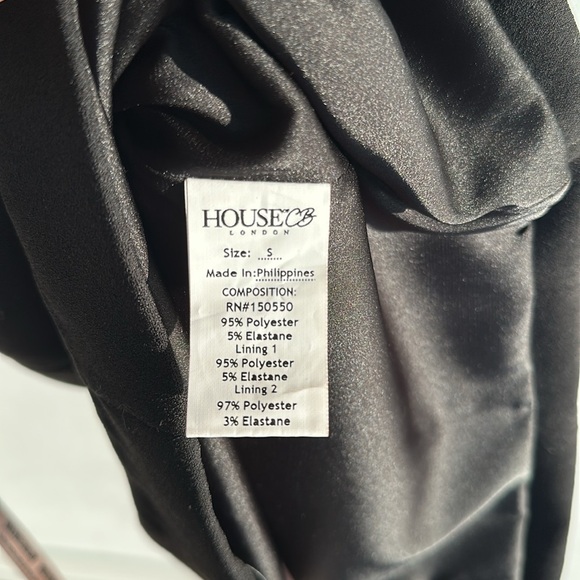 HOUSE OF CB
LONDON
Size: S
Made In:Philippines
COMPOSITION:
RN#150550
95% Polyester
5% Elastane
Lining 1
95% Polyester
5% Elastane
Lining 2
97% Polyester
3% Elastane